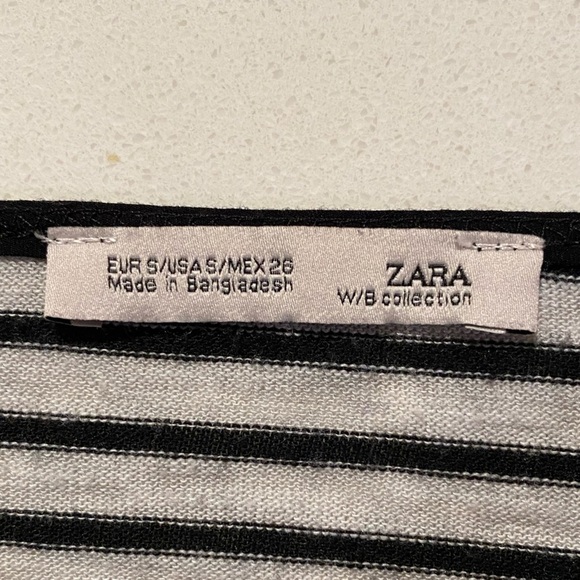 EUR S/USA S/MEX 26
Made in Bangladesh
ZARA
W/B collection